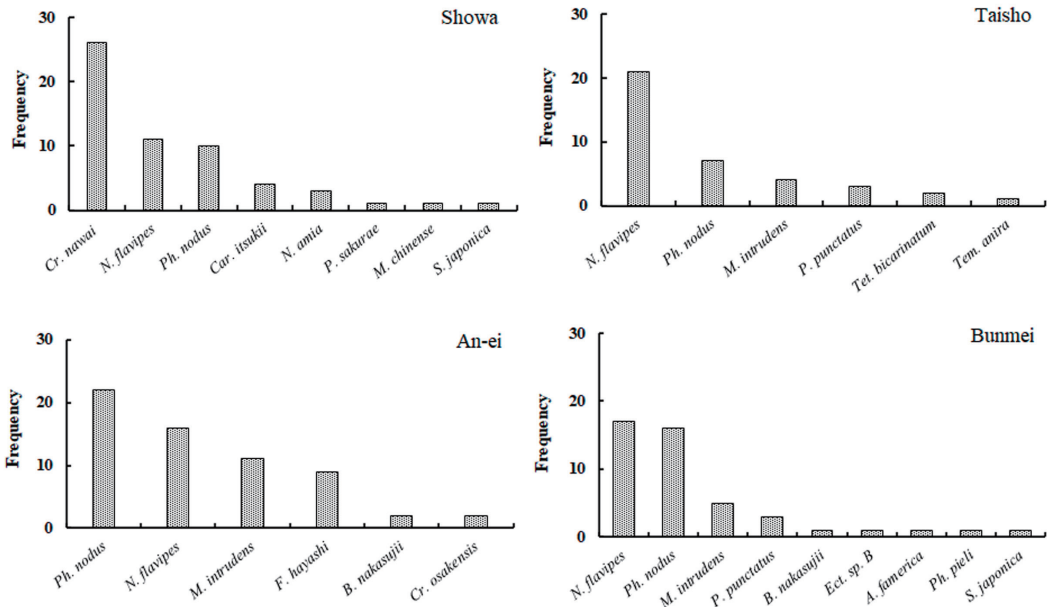 Showa
Frequency
30
20
10
0
Cr. nawai
N. flavipes
Ph. nodus
Car. itsukii
N. amia
P. sakurae
M. chinense
S. japonica
Taisho
Frequency
30
20
10
0
N. flavipes
Ph. nodus
M. intrudens
P. punctatus
Tet. bicarinatum
Tem. anira
An-ei
Frequency
30
20
10
0
Ph. nodus
N. flavipes
M. intrudens
F. hayashi
B. nakasujii
Cr. osakensis
Bunmei
Frequency
30
20
10
0
N. flavipes
Ph. nodus
M. intrudens
P. punctatus
B. nakasujii
Ect. sp. B
A. famerica
Ph. pieli
S. japonica